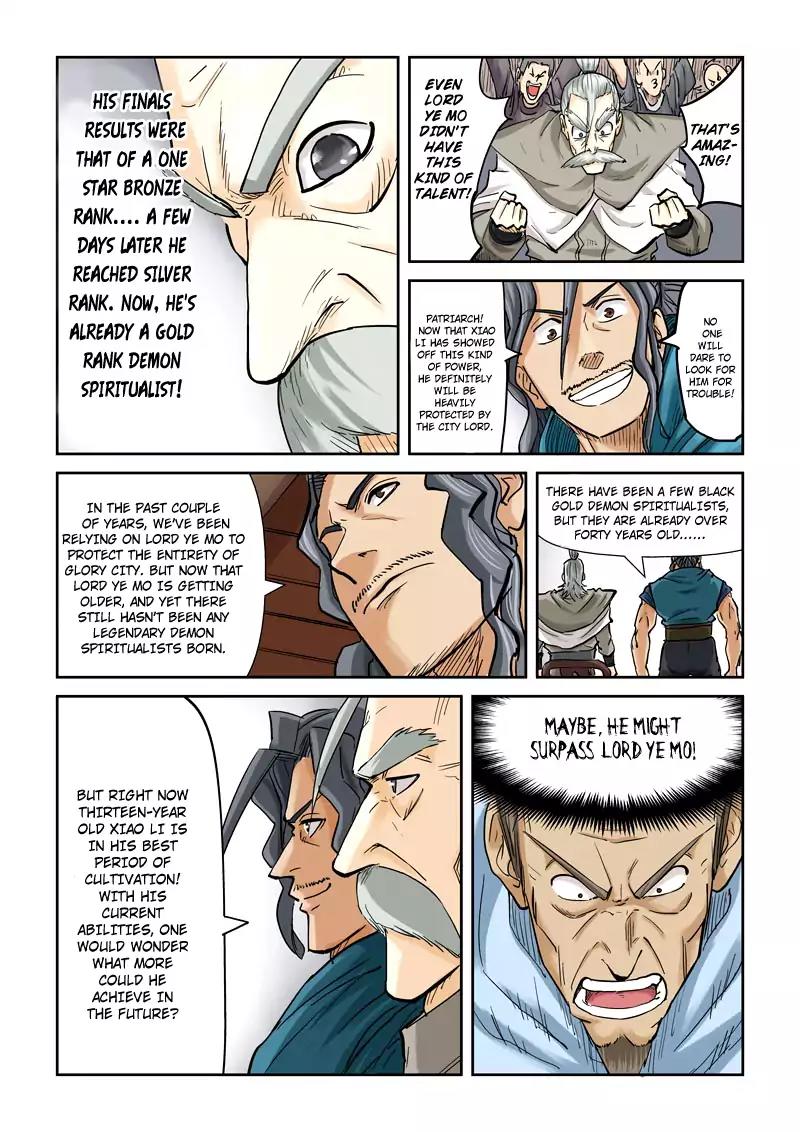 HIS FINALS
RESULTS WERE
THAT OF A ONE
STAR BRONZE
RANK.... A FEW
DAYS LATER HE
REACHED SILVER
RANK. NOW, HE'S
ALREADY A GOLD
RANK DEMON
SPIRITUALIST!
EVEN
LORD
YE MO
DIDN'T
HAVE
THIS
KIND OF
TALENT!
THAT'S
AMAZ-
ING!
PATRIARCH!
NOW THAT XIAO
LI HAS SHOWED
OFF THIS KIND
OF POWER,
HE DEFINITELY
WILL BE
HEAVILY
PROTECTED BY
THE CITY LORD.
NO
ONE
WILL
DARE TO
LOOK FOR
HIM FOR
TROUBLE!
IN THE PAST COUPLE
OF YEARS, WE'VE BEEN
RELYING ON LORD YE MO TO
PROTECT THE ENTIRETY OF
GLORY CITY. BUT NOW THAT
LORD YE MO IS GETTING
OLDER, AND YET THERE
STILL HASN'T BEEN ANY
LEGENDARY DEMON
SPIRITUALISTS BORN.
THERE HAVE BEEN A FEW BLACK
GOLD DEMON SPIRITUALISTS,
BUT THEY ARE ALREADY OVER
FORTY YEARS OLD......
BUT RIGHT NOW
THIRTEEN-YEAR
OLD XIAO LI IS
IN HIS BEST
PERIOD OF
CULTIVATION!
WITH HIS
CURRENT
ABILITIES, ONE
WOULD WONDER
WHAT MORE
COULD HE
ACHIEVE IN
THE FUTURE?
MAYBE, HE MIGHT
SURPASS LORD YE MO!